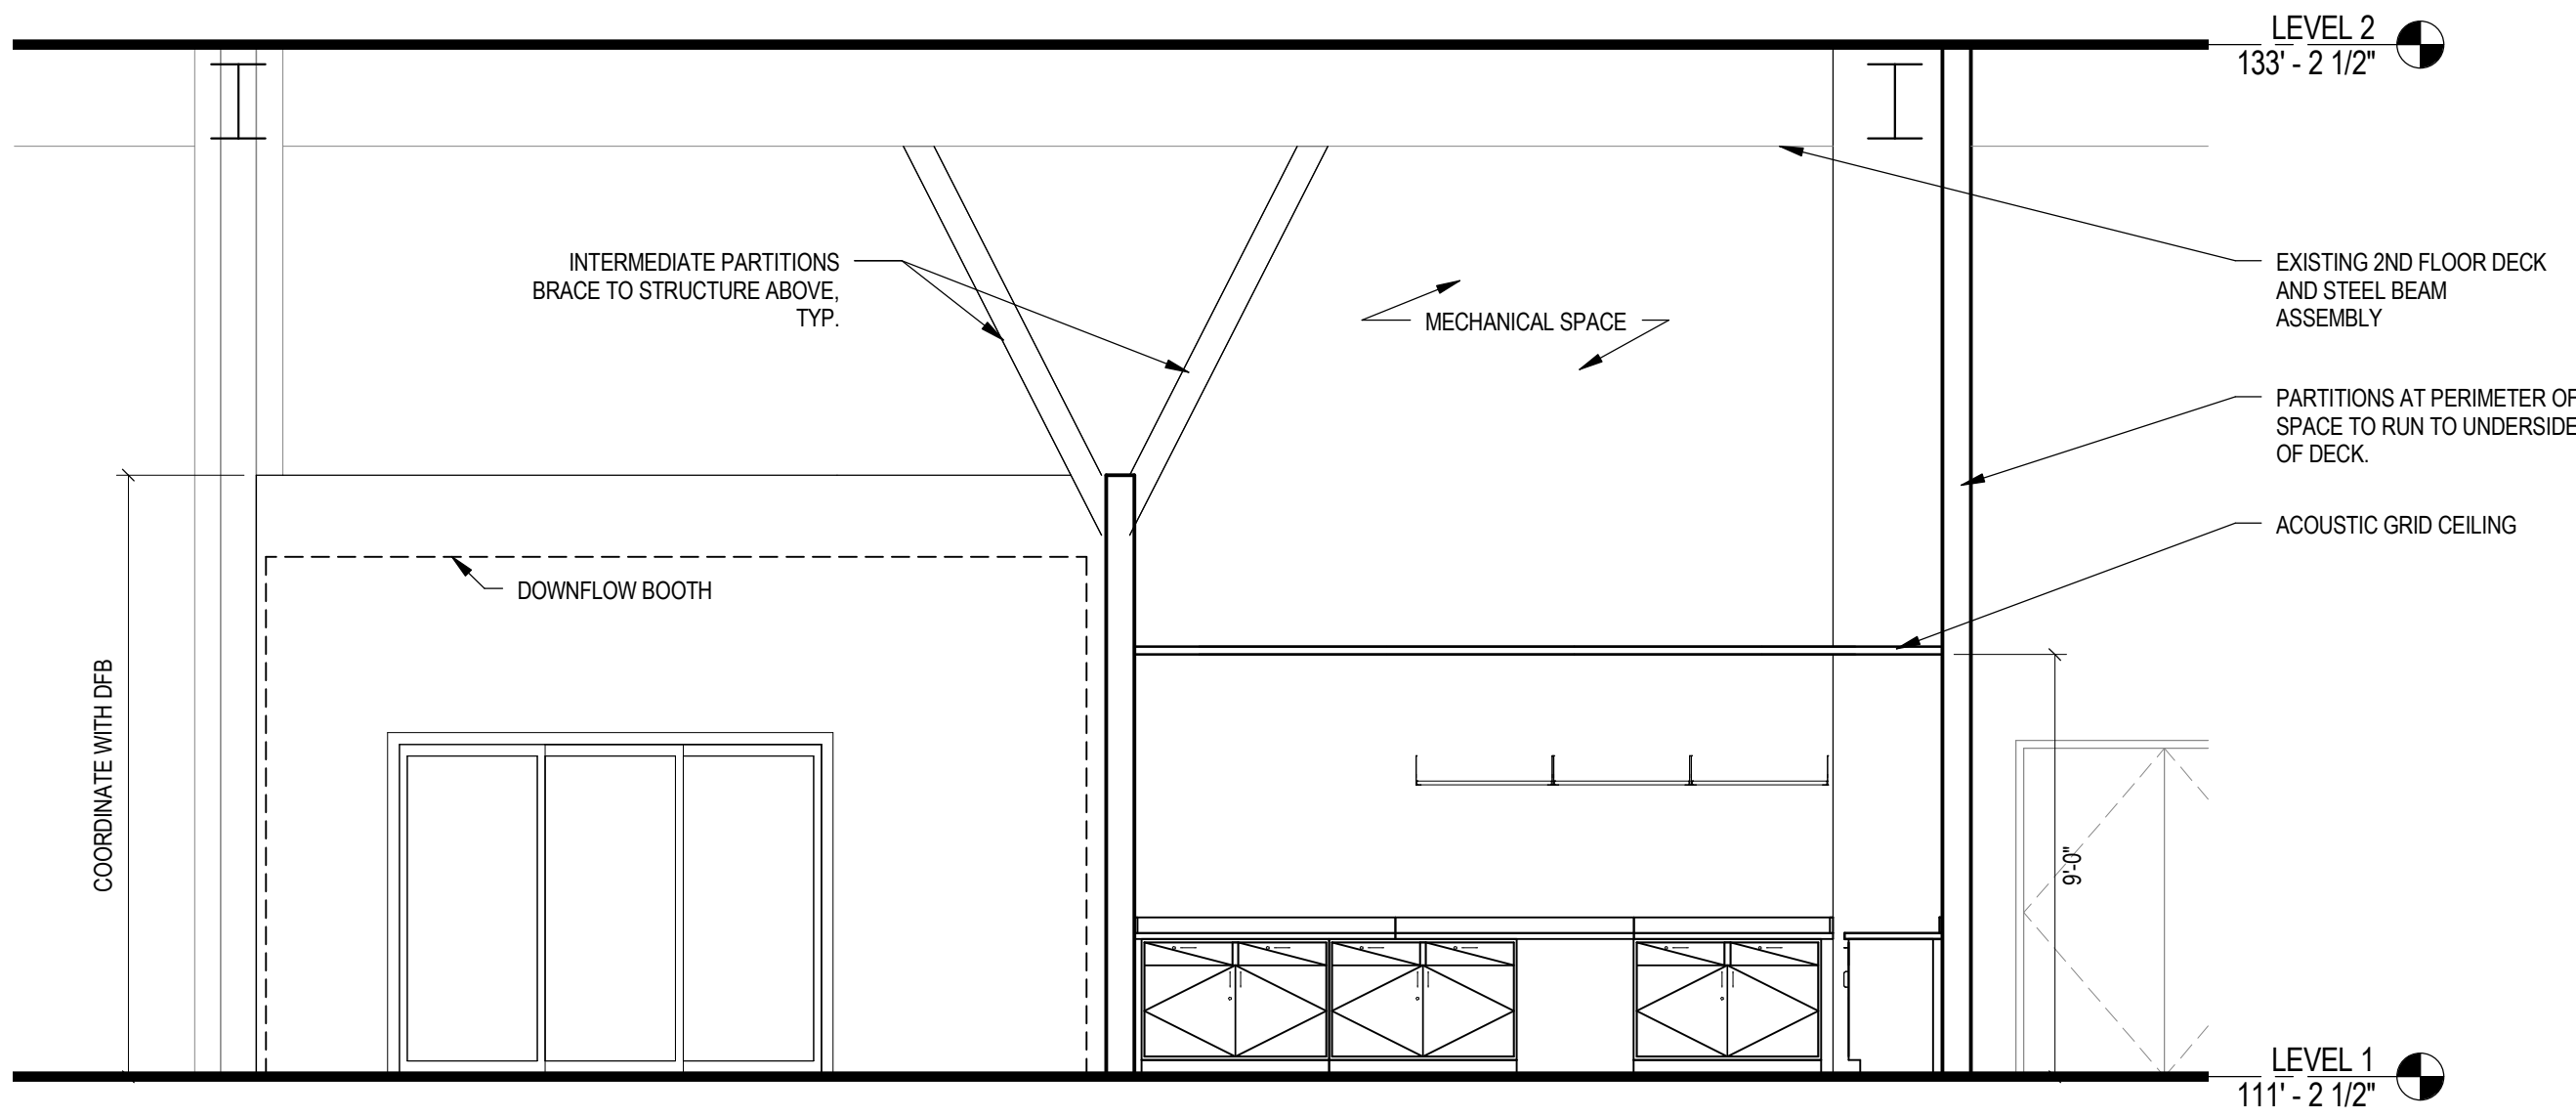 LEVEL 2
133' - 2 1/2"
INTERMEDIATE PARTITIONS
BRACE TO STRUCTURE ABOVE,
TYP.
MECHANICAL SPACE
EXISTING 2ND FLOOR DECK
AND STEEL BEAM
ASSEMBLY
PARTITIONS AT PERIMETER OF
SPACE TO RUN TO UNDERSIDE
OF DECK.
ACOUSTIC GRID CEILING
DOWNFLOW BOOTH
COORDINATE WITH DFB
9'-0"
LEVEL 1
111' - 2 1/2"